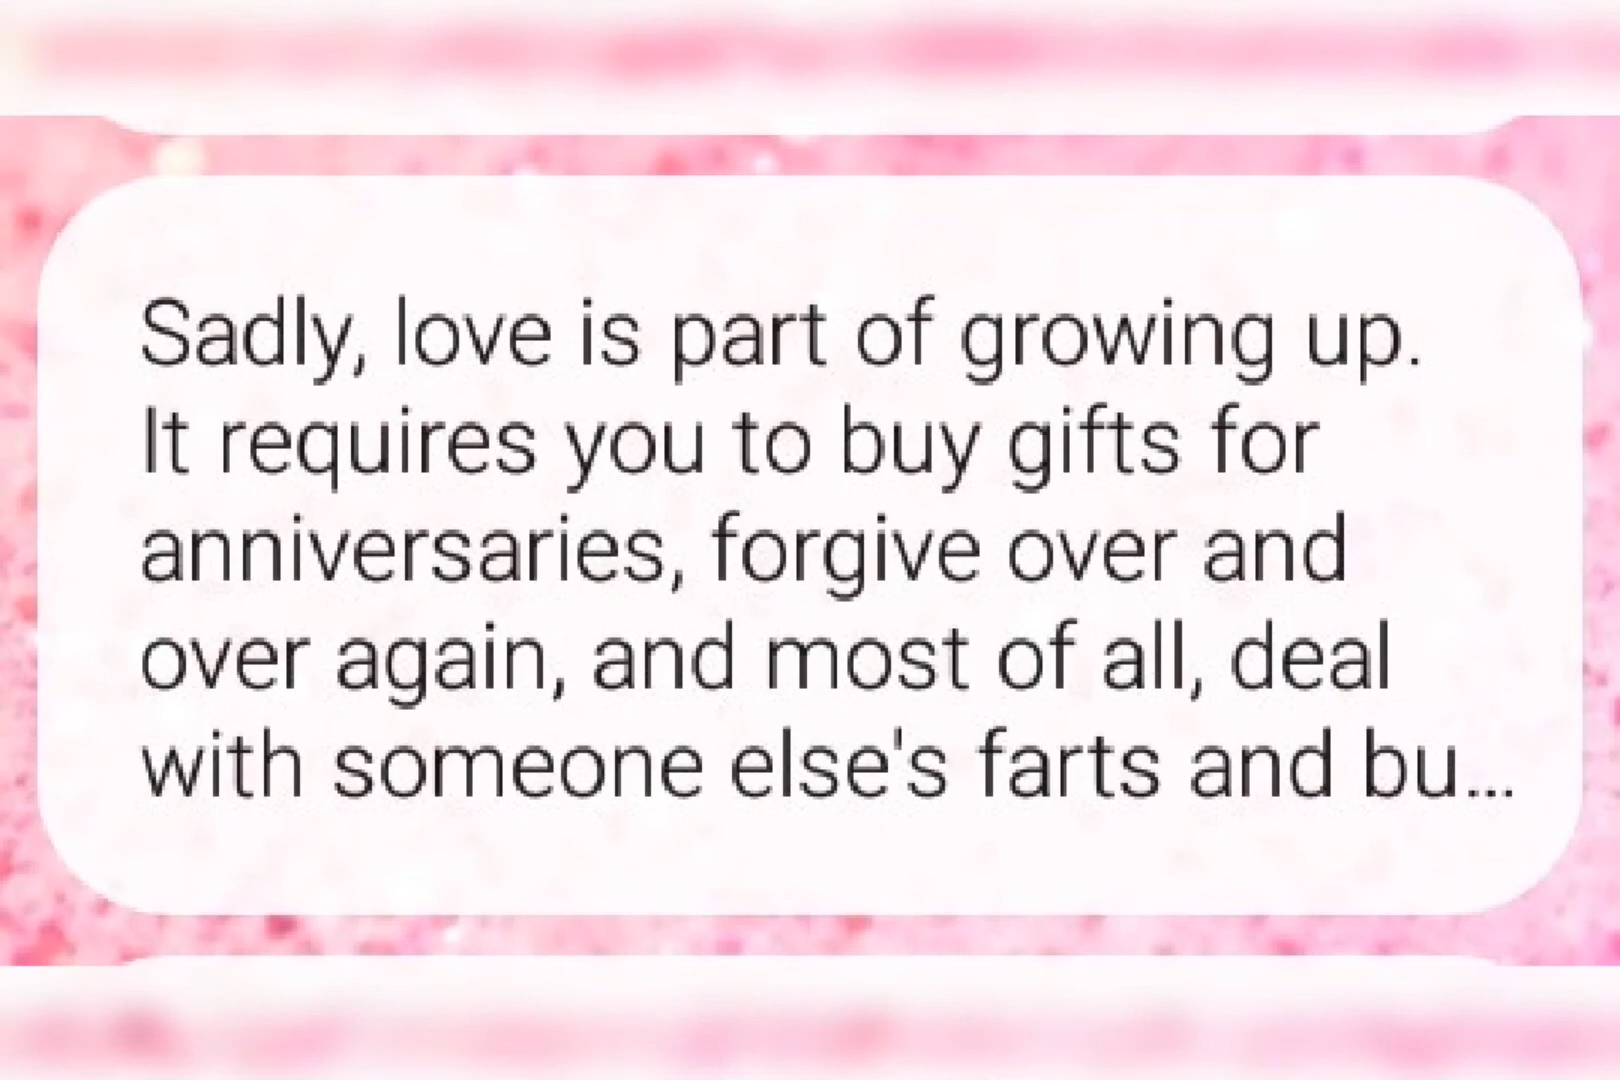 Sadly, love is part of growing up.
It requires you to buy gifts for
anniversaries, forgive over and
over again, and most of all, deal
with someone else's farts and bu...